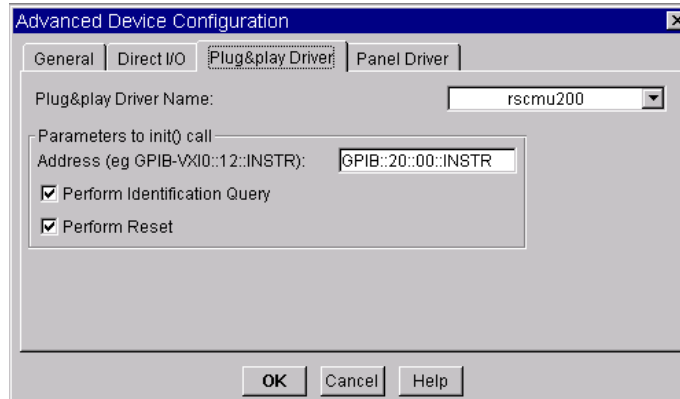 Advanced Device Configuration
General Direct I/O Plug&play Driver Panel Driver
Plug&play Driver Name: rscmu200
Parameters to init() call
Address (eg GPIB-VXI0::12::INSTR): GPIB::20::00::INSTR
Perform Identification Query
Perform Reset
OK Cancel Help